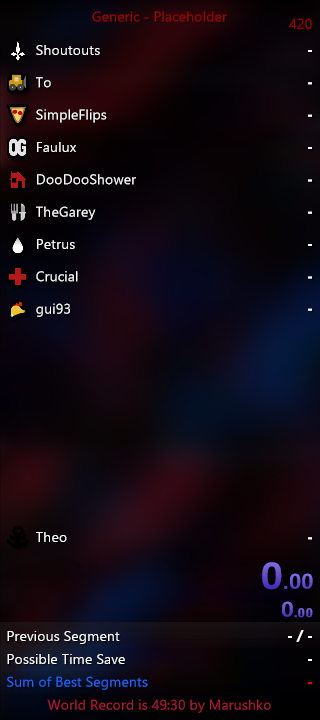 Generic - Placeholder
420
Shoutouts -
To -
SimpleFlips -
OG Faulux -
DooDooShower -
TheGarey -
Petrus -
Crucial -
gui93 -
Theo -
0.00
0.00
Previous Segment - / -
Possible Time Save -
Sum of Best Segments -
World Record is 49:30 by Marushko